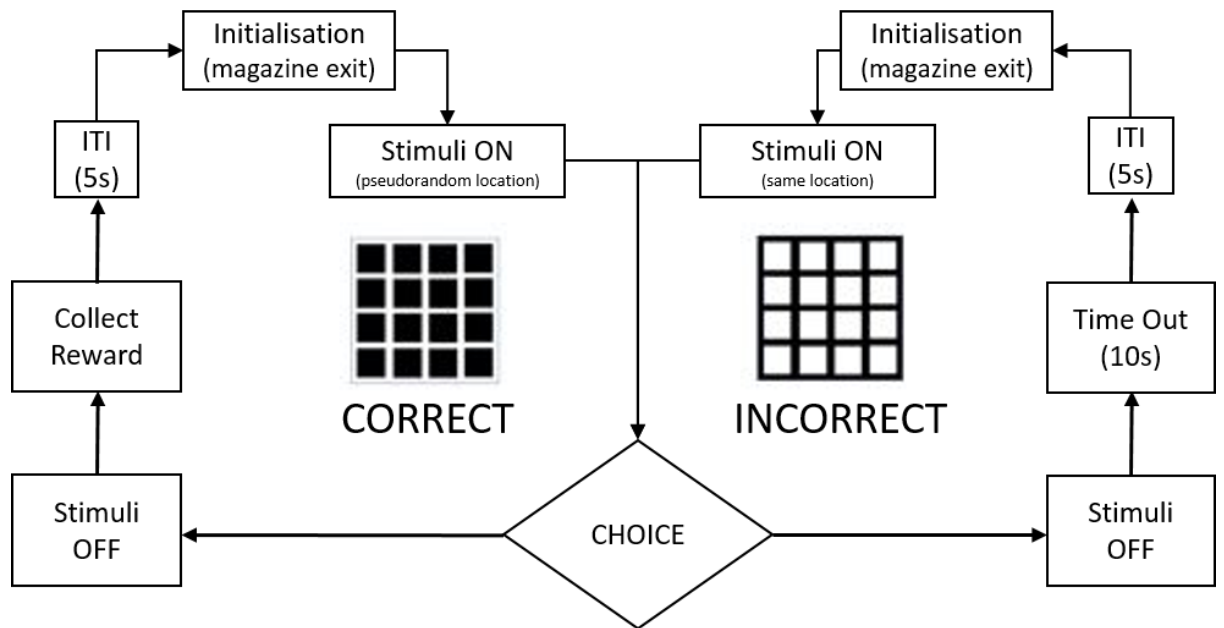 Initialisation
(magazine exit)
Initialisation
(magazine exit)
ITI
(5s)
Stimuli ON
(pseudorandom location)
Stimuli ON
(same location)
ITI
(5s)
Collect
Reward
CORRECT
INCORRECT
Time Out
(10s)
Stimuli
OFF
CHOICE
Stimuli
OFF